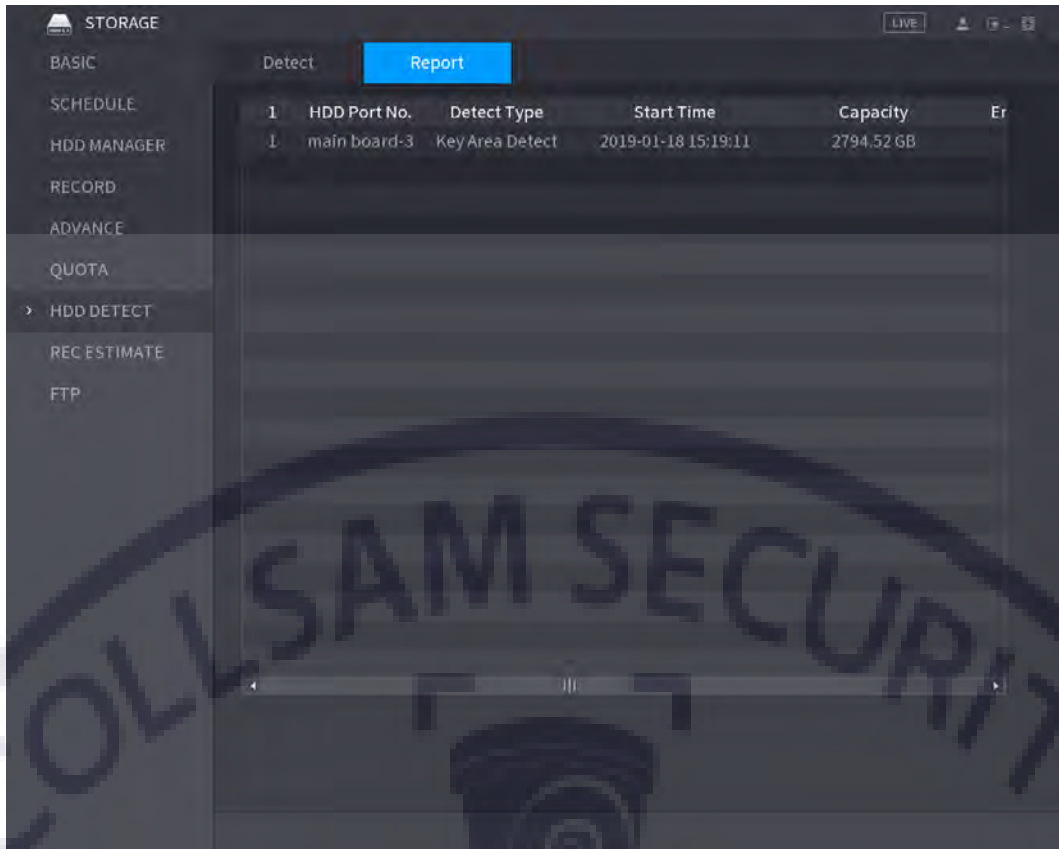 STORAGE
LIVE
BASIC
SCHEDULE
HDD MANAGER
RECORD
ADVANCE
QUOTA
> HDD DETECT
REC ESTIMATE
FTP
Detect Report
1 HDD Port No. Detect Type Start Time Capacity Er
1 main board-3 Key Area Detect 2019-01-18 15:19:11 2794.52 GB
OLLSAM SECURIT